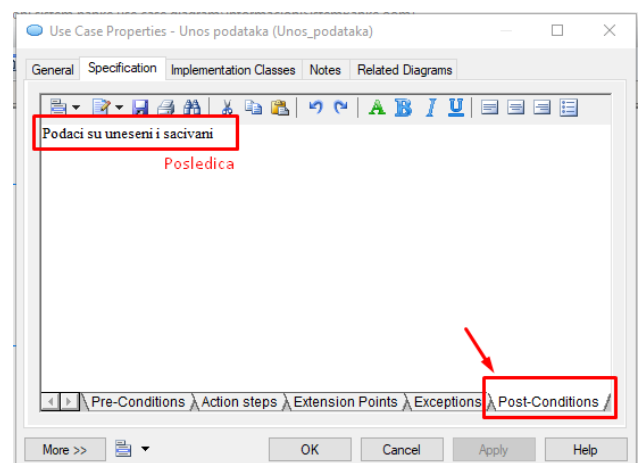 Use Case Properties - Unos podataka (Unos_podataka)
General Specification Implementation Classes Notes Related Diagrams
A B I U
Podaci su uneseni i sacivani
Posledica
Pre-Conditions Action steps Extension Points Exceptions Post-Conditions
More >> OK Cancel Apply Help